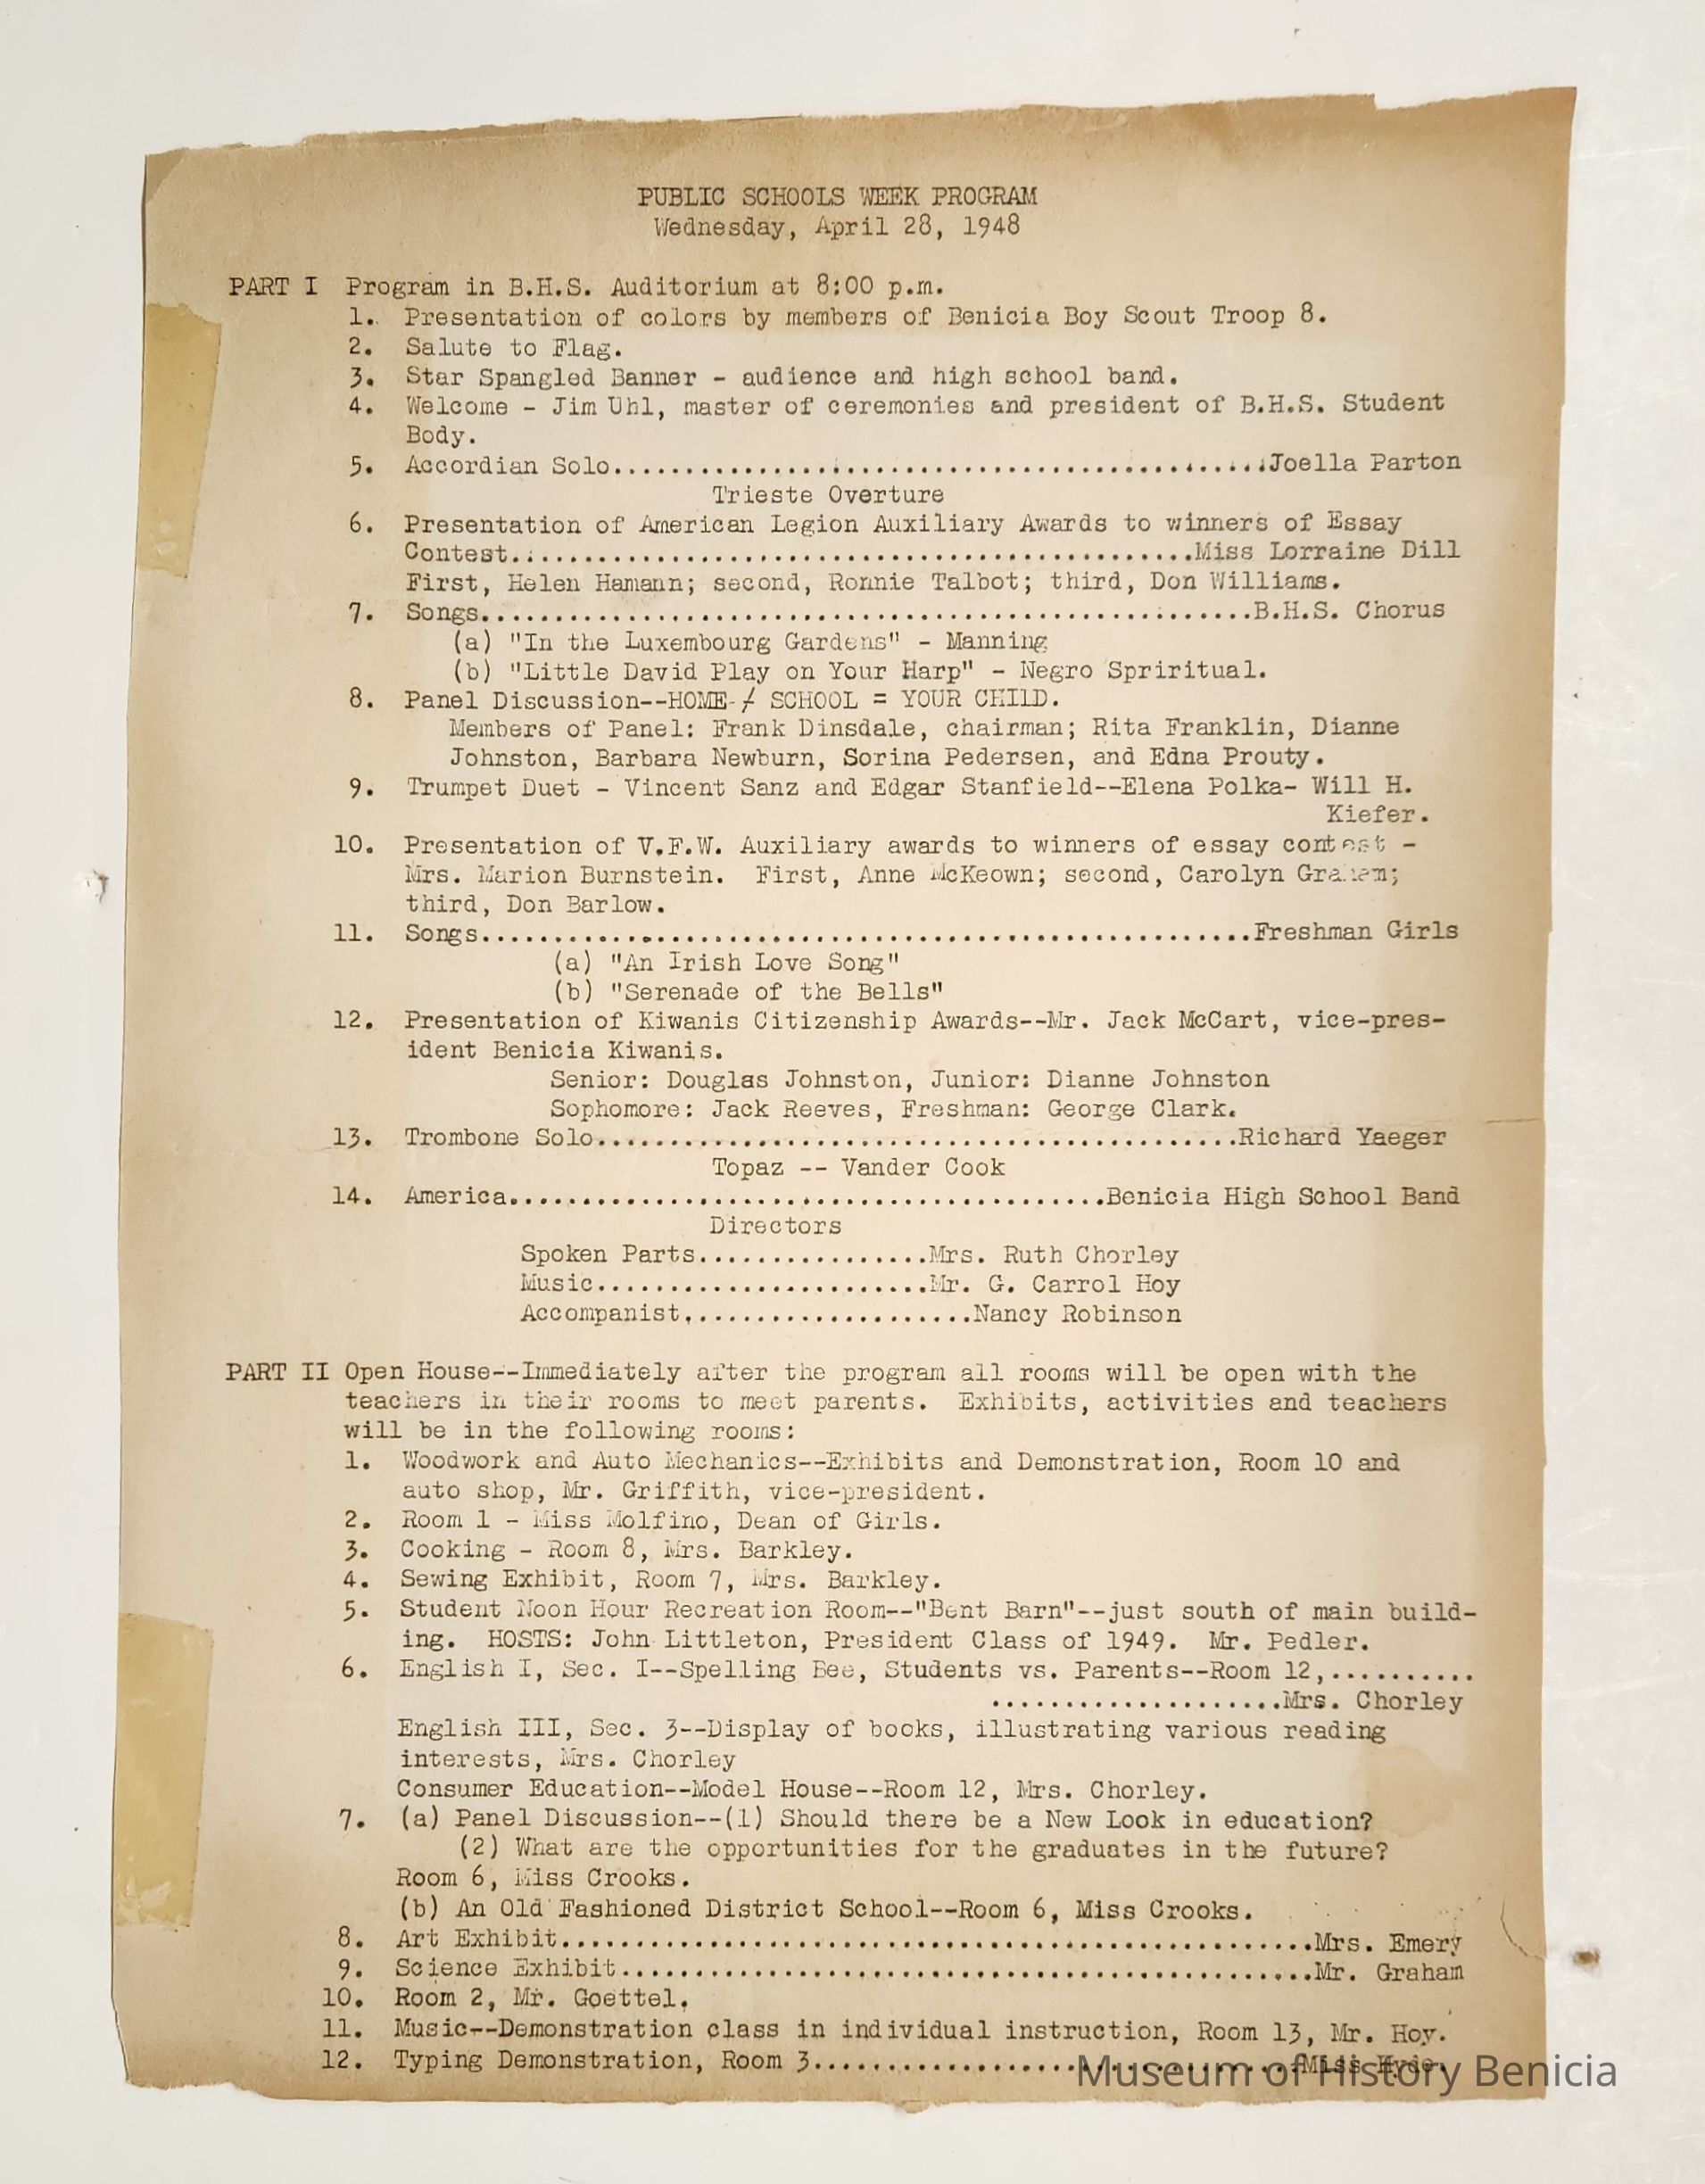 PUBLIC SCHOOLS WEEK PROGRAM
Wednesday, April 28, 1948
PART I Program in B.H.S. Auditorium at 8:00 p.m.
1. Presentation of colors by members of Benicia Boy Scout Troop 8.
2. Salute to Flag.
3. Star Spangled Banner - audience and high school band.
4. Welcome - Jim Uhl, master of ceremonies and president of B.H.S. Student
Body.
5. Accordian Solo.............................................Joella Parton
Trieste Overture
6. Presentation of American Legion Auxiliary Awards to winners of Essay
Contest...............................................Miss Lorraine Dill
First, Helen Hamann; second, Ronnie Talbot; third, Don Williams.
7. Songs.....................................................B.H.S. Chorus
(a) "In the Luxembourg Gardens" - Manning
(b) "Little David Play on Your Harp" - Negro Spriritual.
8. Panel Discussion--HOME-/ SCHOOL = YOUR CHILD.
Members of Panel: Frank Dinsdale, chairman; Rita Franklin, Dianne
Johnston, Barbara Newburn, Sorina Pedersen, and Edna Prouty.
9. Trumpet Duet - Vincent Sanz and Edgar Stanfield--Elena Polka- Will H.
Kiefer.
10. Presentation of V.F.W. Auxiliary awards to winners of essay contest -
Mrs. Marion Burnstein. First, Anne McKeown; second, Carolyn Graham;
third, Don Barlow.
11. Songs.....................................................Freshman Girls
(a) "An Irish Love Song"
(b) "Serenade of the Bells"
12. Presentation of Kiwanis Citizenship Awards--Mr. Jack McCart, vice-pres-
ident Benicia Kiwanis.
Senior: Douglas Johnston, Junior: Dianne Johnston
Sophomore: Jack Reeves, Freshman: George Clark.
13. Trombone Solo............................................Richard Yaeger
Topaz -- Vander Cook
14. America.........................................Benicia High School Band
Directors
Spoken Parts................Mrs. Ruth Chorley
Music.......................Mr. G. Carrol Hoy
Accompanist....................Nancy Robinson
PART II Open House--Immediately after the program all rooms will be open with the
teachers in their rooms to meet parents. Exhibits, activities and teachers
will be in the following rooms:
1. Woodwork and Auto Mechanics--Exhibits and Demonstration, Room 10 and
auto shop, Mr. Griffith, vice-president.
2. Room 1 - Miss Molfino, Dean of Girls.
3. Cooking - Room 8, Mrs. Barkley.
4. Sewing Exhibit, Room 7, Mrs. Barkley.
5. Student Noon Hour Recreation Room--"Bent Barn"--just south of main build-
ing. HOSTS: John Littleton, President Class of 1949. Mr. Pedler.
6. English I, Sec. I--Spelling Bee, Students vs. Parents--Room 12,..........
....................Mrs. Chorley
English III, Sec. 3--Display of books, illustrating various reading
interests, Mrs. Chorley
Consumer Education--Model House--Room 12, Mrs. Chorley.
7. (a) Panel Discussion--(1) Should there be a New Look in education?
(2) What are the opportunities for the graduates in the future?
Room 6, Miss Crooks.
(b) An Old Fashioned District School--Room 6, Miss Crooks.
8. Art Exhibit....................................................Mrs. Emery
9. Science Exhibit................................................Mr. Graham
10. Room 2, Mr. Goettel.
11. Music--Demonstration class in individual instruction, Room 13, Mr. Hoy.
12. Typing Demonstration, Room 3.................................Miss Hyde.
Museum of History Benicia